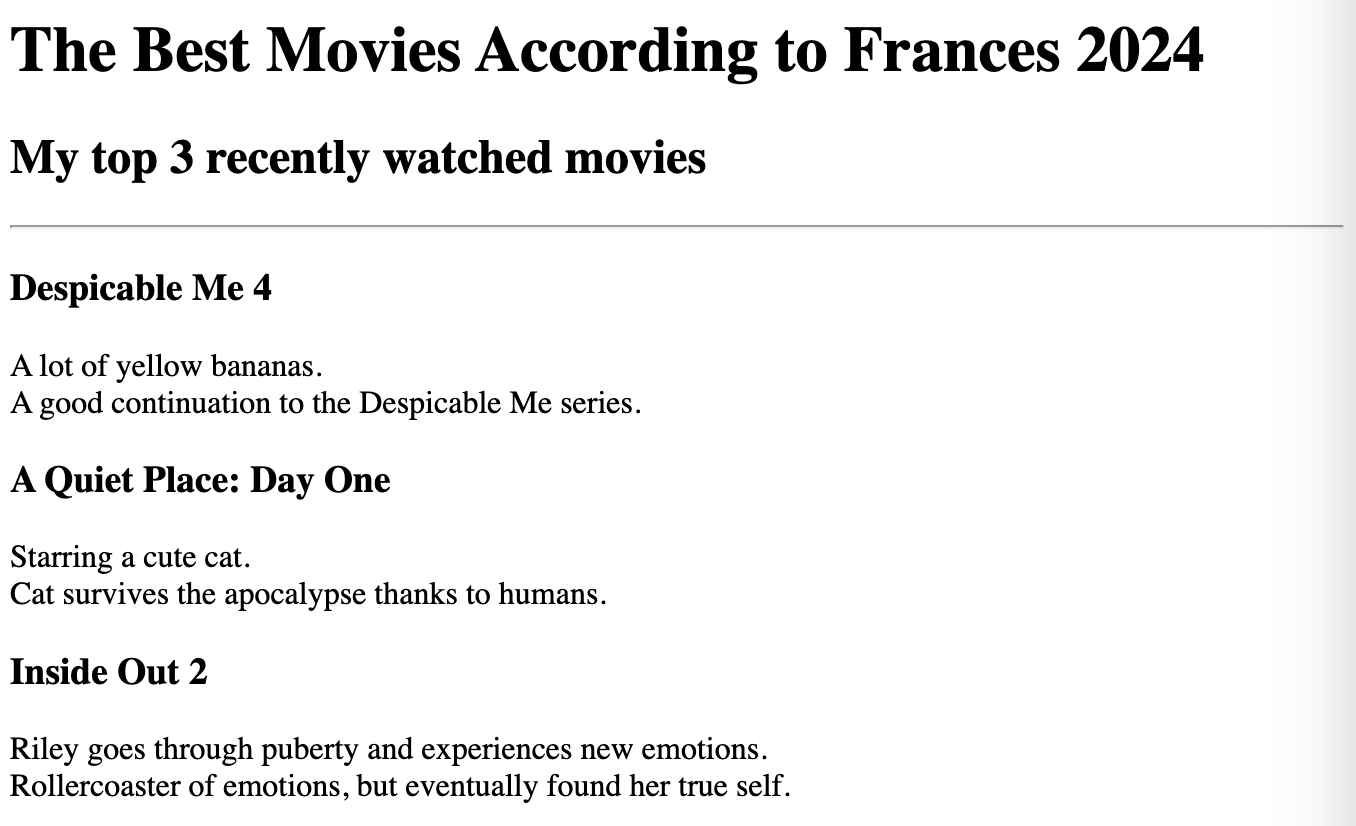 The Best Movies According to Frances 2024
My top 3 recently watched movies
Despicable Me 4
A lot of yellow bananas.
A good continuation to the Despicable Me series.
A Quiet Place: Day One
Starring a cute cat.
Cat survives the apocalypse thanks to humans.
Inside Out 2
Riley goes through puberty and experiences new emotions.
Rollercoaster of emotions, but eventually found her true self.